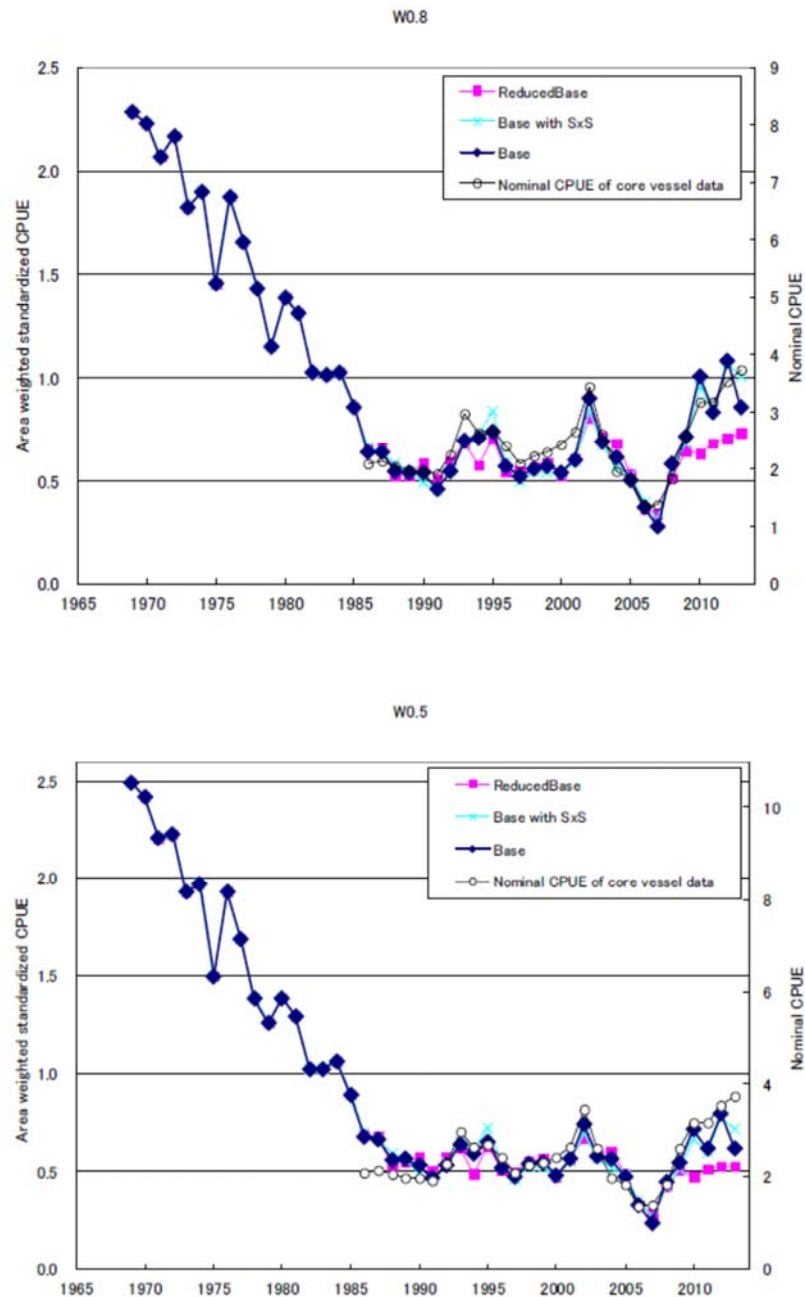 W0.8
2.5
2.0
1.5
1.0
0.5
0.0
Area weighted standardized CPUE
ReducedBase
Base with SxS
Base
Nominal CPUE of core vessel data
9
8
7
6
5
4
3
2
1
0
Nominal CPUE
1965 1970 1975 1980 1985 1990 1995 2000 2005 2010
W0.5
2.5
2.0
1.5
1.0
0.5
0.0
Area weighted standardized CPUE
ReducedBase
Base with SxS
Base
Nominal CPUE of core vessel data
10
8
6
4
2
0
Nominal CPUE
1965 1970 1975 1980 1985 1990 1995 2000 2005 2010